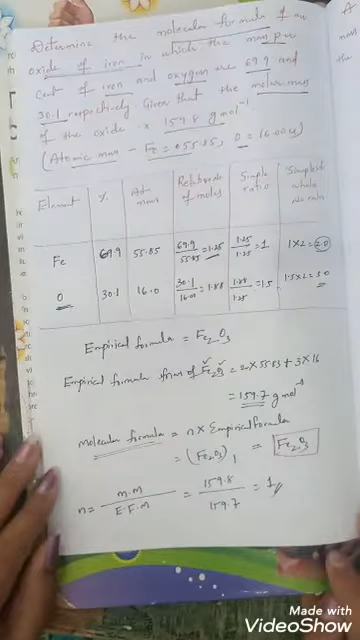 Determine the molecular formula of an
oxide of iron in which the mass per
cent of iron and oxygen are 69.9 and
30.1 respectively. Given that the molar mass
of the oxide is 159.8 g mol⁻¹
(Atomic mass - Fe = 55.85, O = 16.00u)
Element % At mass Relative no of moles Simple ratio Simplest whole no ratio
Fe 69.9 55.85 69.9/55.85 = 1.25 1.25/1.25 = 1 1×2=2.0
O 30.1 16.0 30.1/16.0 = 1.88 1.88/1.25 = 1.5 1.5×2=3.0
Empirical formula = Fe₂O₃
Empirical formula mass of Fe₂O₃ = 2×55.85 + 3×16
= 159.7 g mol⁻¹
molecular formula = n × Empirical formula
= (Fe₂O₃)₁ = Fe₂O₃
n = m.m/E.F.M = 159.8/159.7 = 1
Made with
VideoShow